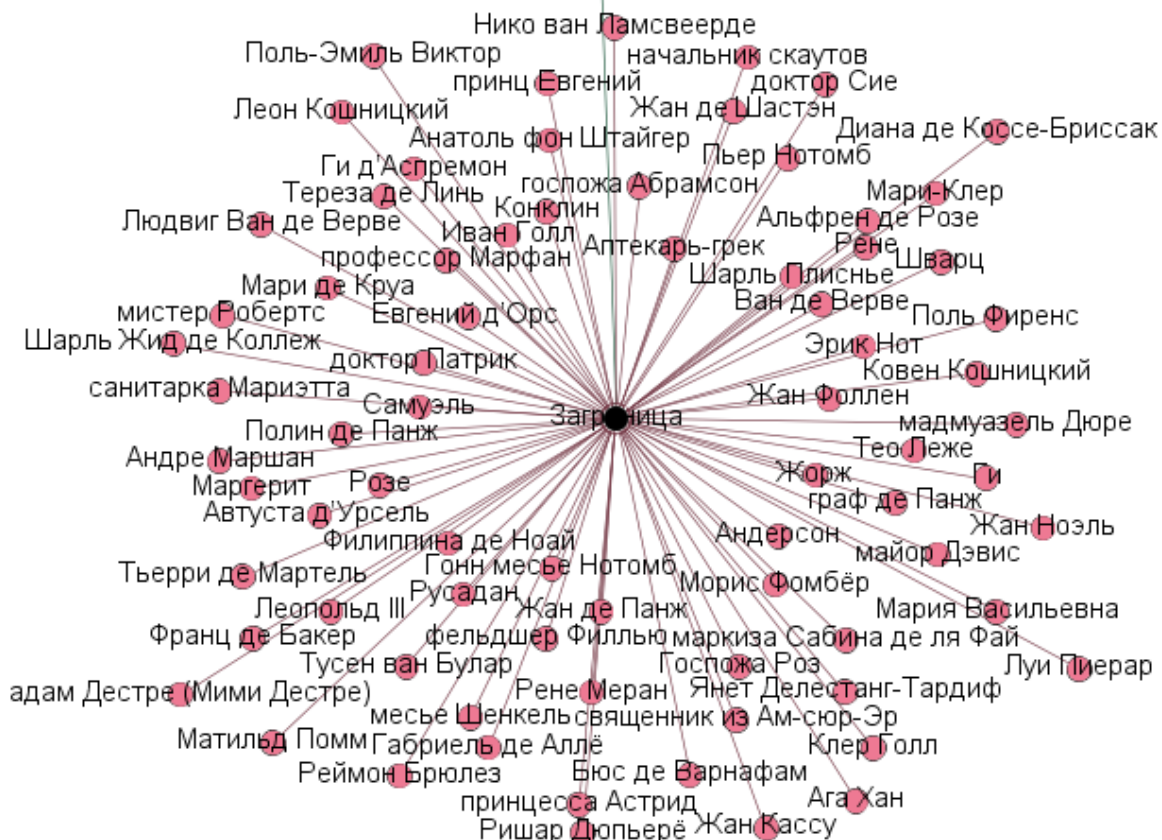 Нико ван Ламсвеерде
Поль-Эмиль Виктор
начальник скаутов
принц Евгений
доктор Сие
Леон Кошницкий
Жан де Шастэн
Диана де Коссе-Бриссак
Анатоль фон Штайгер
Пьер Нотомб
Ги д'Аспремон
госпожа Абрамсон
Тереза де Линь
Мари-Клер
Конклин
Альфрен де Розе
Людвиг Ван де Верве
Иван Голл
Аптекарь-грек
Рене
профессор Марфан
Шварц
Шарль Плиснье
Мари де Круа
Ван де Верве
мистер Робертс
Евгений д'Орс
Поль Фиренс
Шарль Жид де Коллеж
Эрик Нот
доктор Патрик
Ковен Кошницкий
санитарка Мариэтта
Жан Фоллен
Самуэль
Заграница
мадмуазель Дюре
Полин де Панж
Тео Леже
Андре Маршан
Жорж
Ги
Маргерит
Розе
граф де Панж
Автуста д'Урсель
Жан Ноэль
Андерсон
Филиппина де Ноай
майор Дэвис
Гонн месье Нотомб
Тьерри де Мартель
Морис Фомбёр
Русадан
Леопольд III
Жан де Панж
Мария Васильевна
Франц де Бакер
фельдшер Филлью
маркиза Сабина де ля Фай
Тусен ван Булар
Госпожа Роз
Луи Пиерар
адам Дестре (Мими Дестре)
Рене Меран
Янет Делестанг-Тардиф
месье Шенкель
священник из Ам-сюр-Эр
Матильд Помм
Габриель де Аллё
Клер Голл
Реймон Брюлез
Бюс де Варнафам
принцесса Астрид
Ага Хан
Ришар Дюпьерё
Жан Кассу